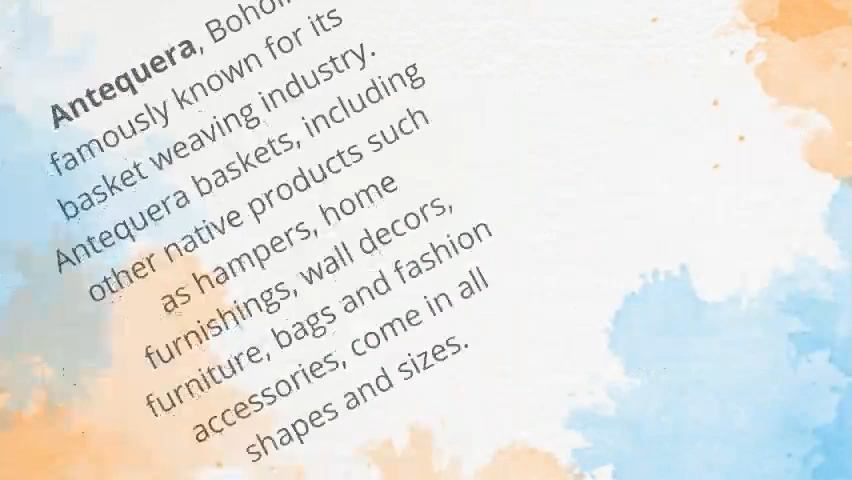 Antequera, Bohol
famously known for its
basket weaving industry.
Antequera baskets, including
other native products such
as hampers, home
furnishings, wall decors,
furniture, bags and fashion
accessories, come in all
shapes and sizes.